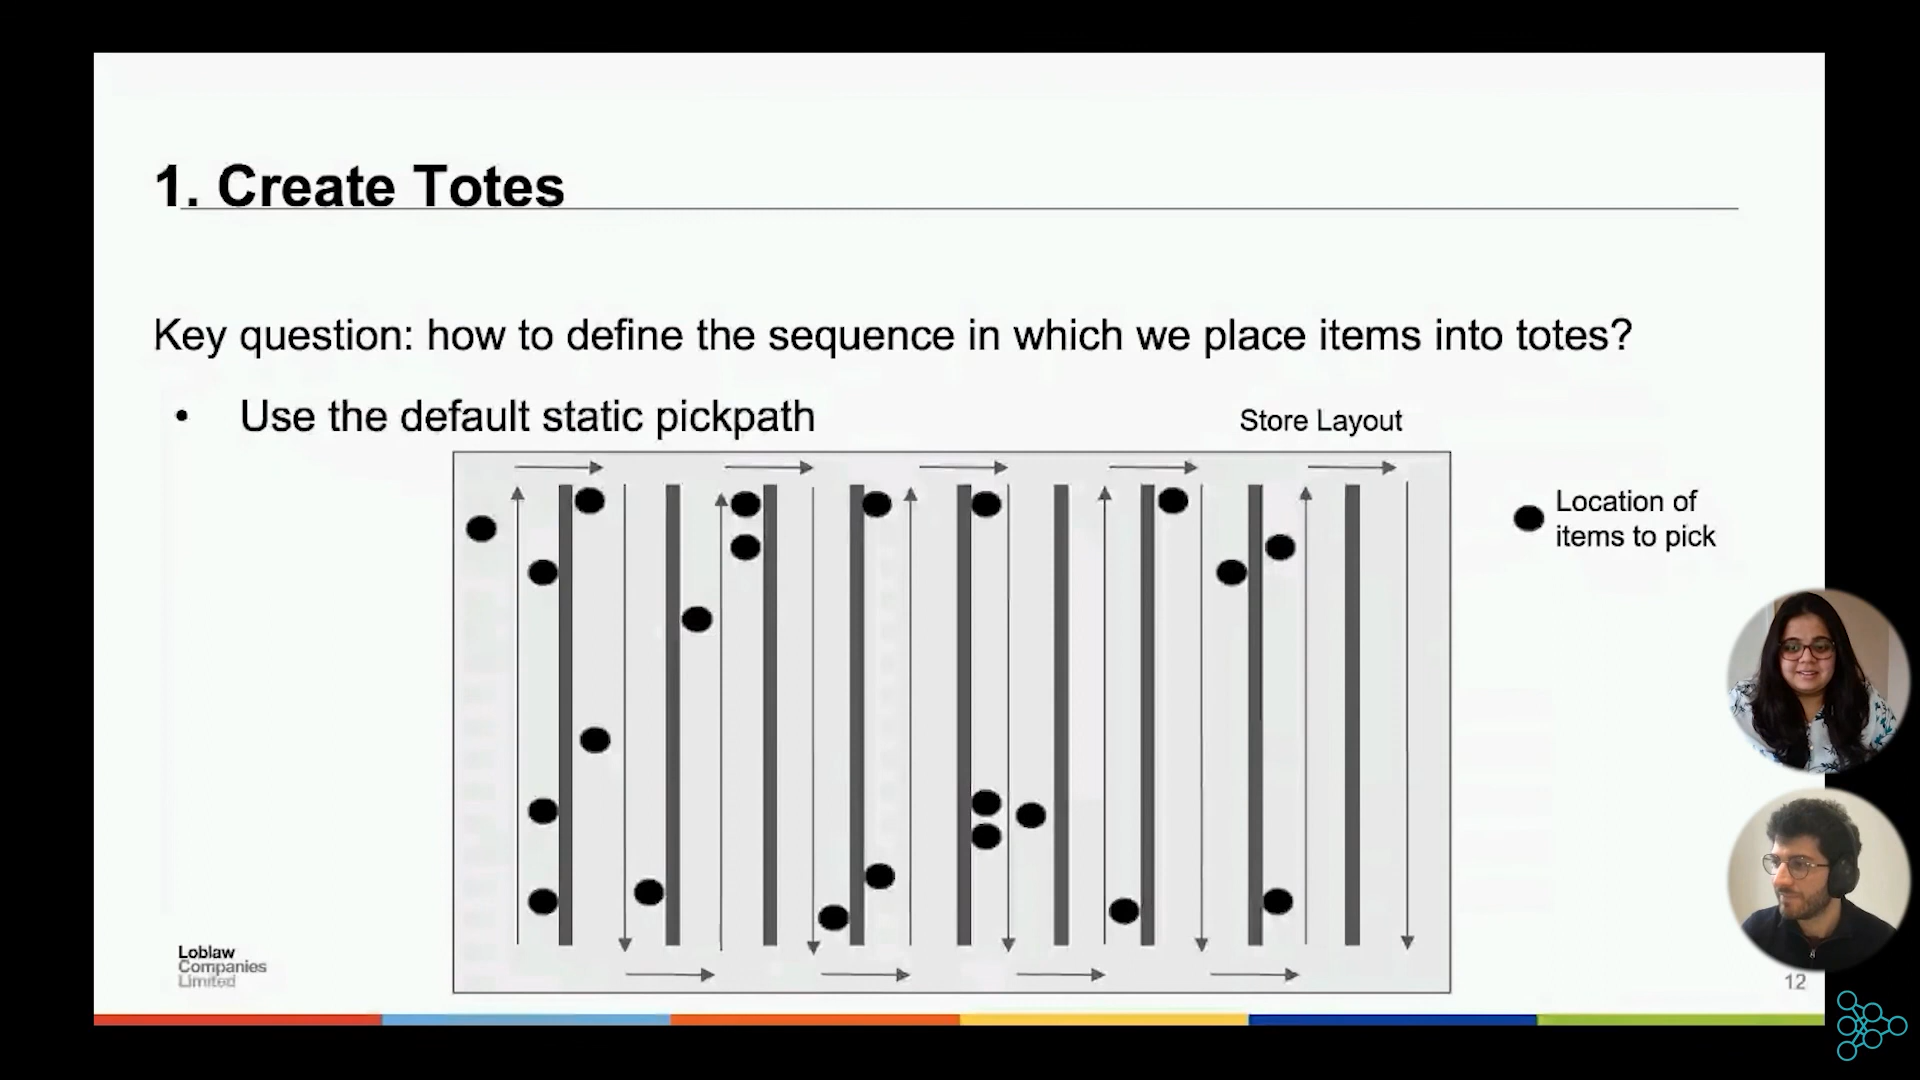 1. Create Totes
Key question: how to define the sequence in which we place items into totes?
• Use the default static pickpath
Store Layout
Location of
items to pick
Loblaw
Companies
Limited
12